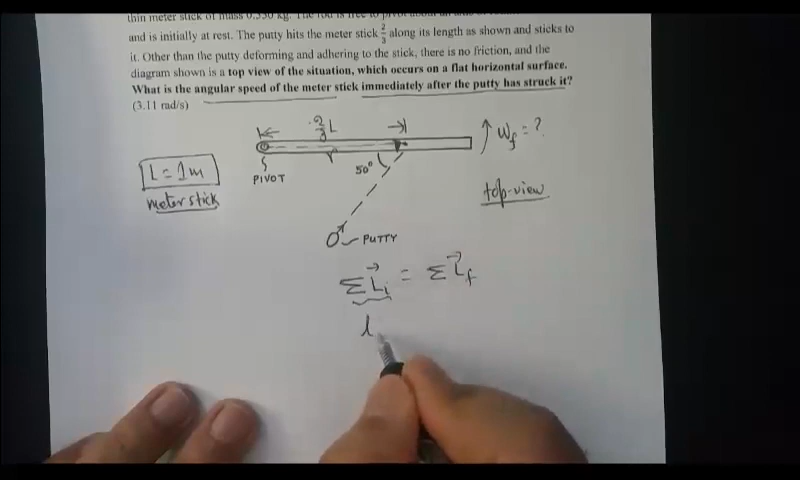 thin meter stick of mass 0.350 kg. The rod is free to pivot about an axis
and is initially at rest. The putty hits the meter stick 2/3 along its length as shown and sticks to
it. Other than the putty deforming and adhering to the stick, there is no friction, and the
diagram shown is a top view of the situation, which occurs on a flat horizontal surface.
What is the angular speed of the meter stick immediately after the putty has struck it?
(3.11 rad/s)
2/3 L
ωf = ?
L = 1m
r
50°
PIVOT
meter stick
top-view
PUTTY
ΣL⃗i = ΣL⃗f
l